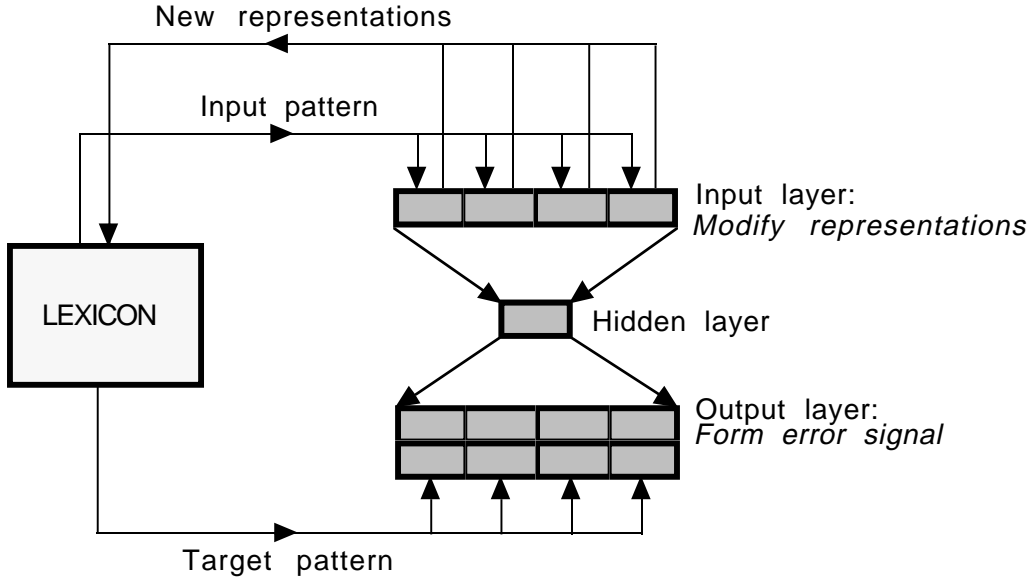 New representations
Input pattern
Input layer:
Modify representations
LEXICON
Hidden layer
Output layer:
Form error signal
Target pattern